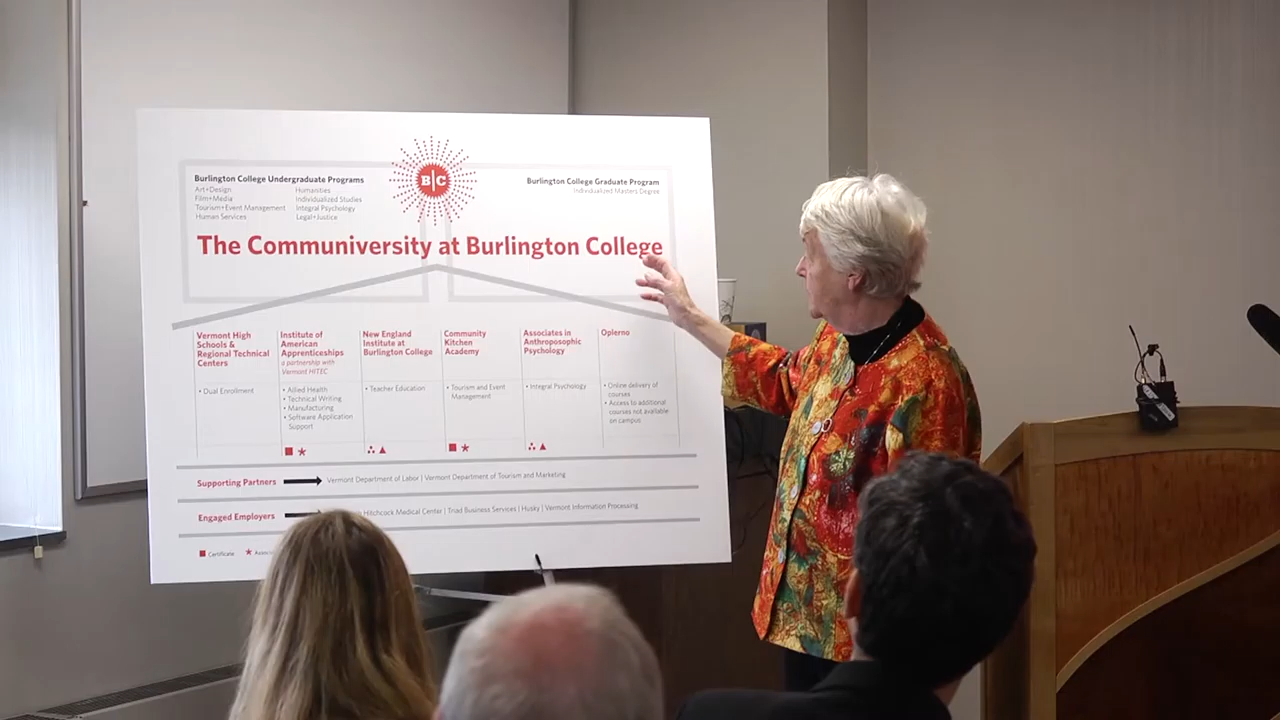 Burlington College Undergraduate Programs
Art+Design
Film+Media
Tourism+Event Management
Human Services
Humanities
Individualized Studies
Integral Psychology
Legal+Justice
B|C
Burlington College Graduate Program
Individualized Masters Degree
The Communiversity at Burlington College
Vermont High
Schools &
Regional Technical
Centers
• Dual Enrollment
Institute of
American
Apprenticeships
a partnership with
Vermont HITEC
• Allied Health
• Technical Writing
• Manufacturing
• Software Application
Support
New England
Institute at
Burlington College
• Teacher Education
Community
Kitchen
Academy
• Tourism and Event
Management
Associates in
Anthroposophic
Psychology
• Integral Psychology
Opierno
• Online delivery of
courses
• Access to additional
courses not available
on campus
Supporting Partners
Vermont Department of Labor | Vermont Department of Tourism and Marketing
Engaged Employers
Hitchcock Medical Center | Triad Business Services | Husky | Vermont Information Processing
Certificate